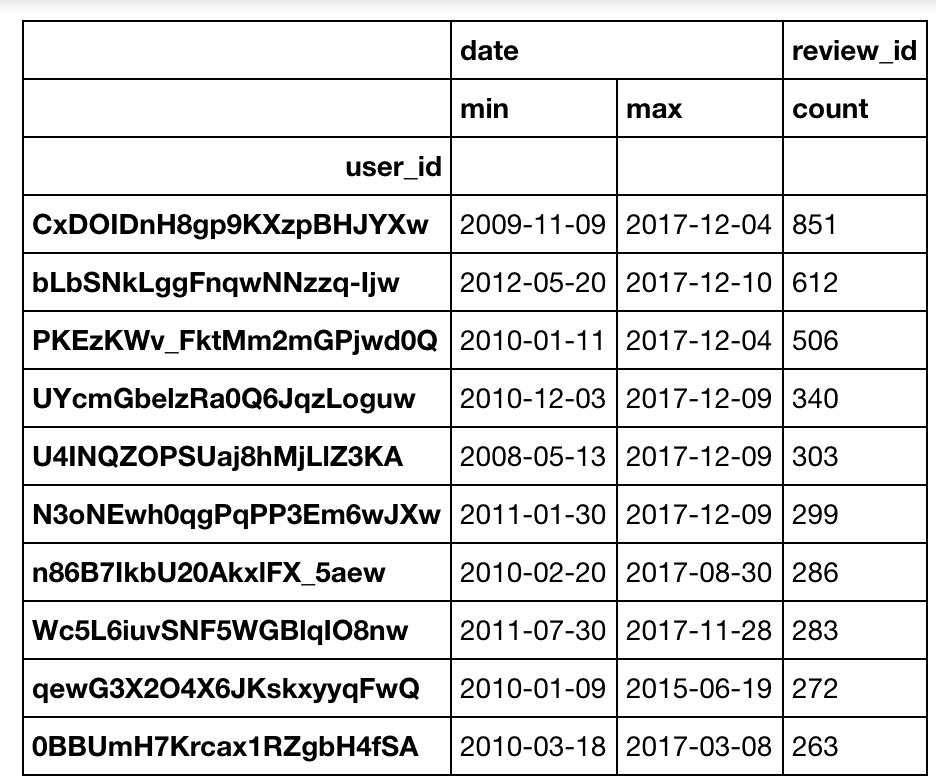 date review_id
min max count
user_id
CxDOIDnH8gp9KXzpBHJYXw 2009-11-09 2017-12-04 851
bLbSNkLggFnqwNNzzq-Ijw 2012-05-20 2017-12-10 612
PKEzKWv_FktMm2mGPjwd0Q 2010-01-11 2017-12-04 506
UYcmGbelzRa0Q6JqzLoguw 2010-12-03 2017-12-09 340
U4INQZOPSUaj8hMjLlZ3KA 2008-05-13 2017-12-09 303
N3oNEwh0qgPqPP3Em6wJXw 2011-01-30 2017-12-09 299
n86B7IkbU20AkxlFX_5aew 2010-02-20 2017-08-30 286
Wc5L6iuvSNF5WGBlqIO8nw 2011-07-30 2017-11-28 283
qewG3X2O4X6JKskxyyqFwQ 2010-01-09 2015-06-19 272
0BBUmH7Krcax1RZgbH4fSA 2010-03-18 2017-03-08 263